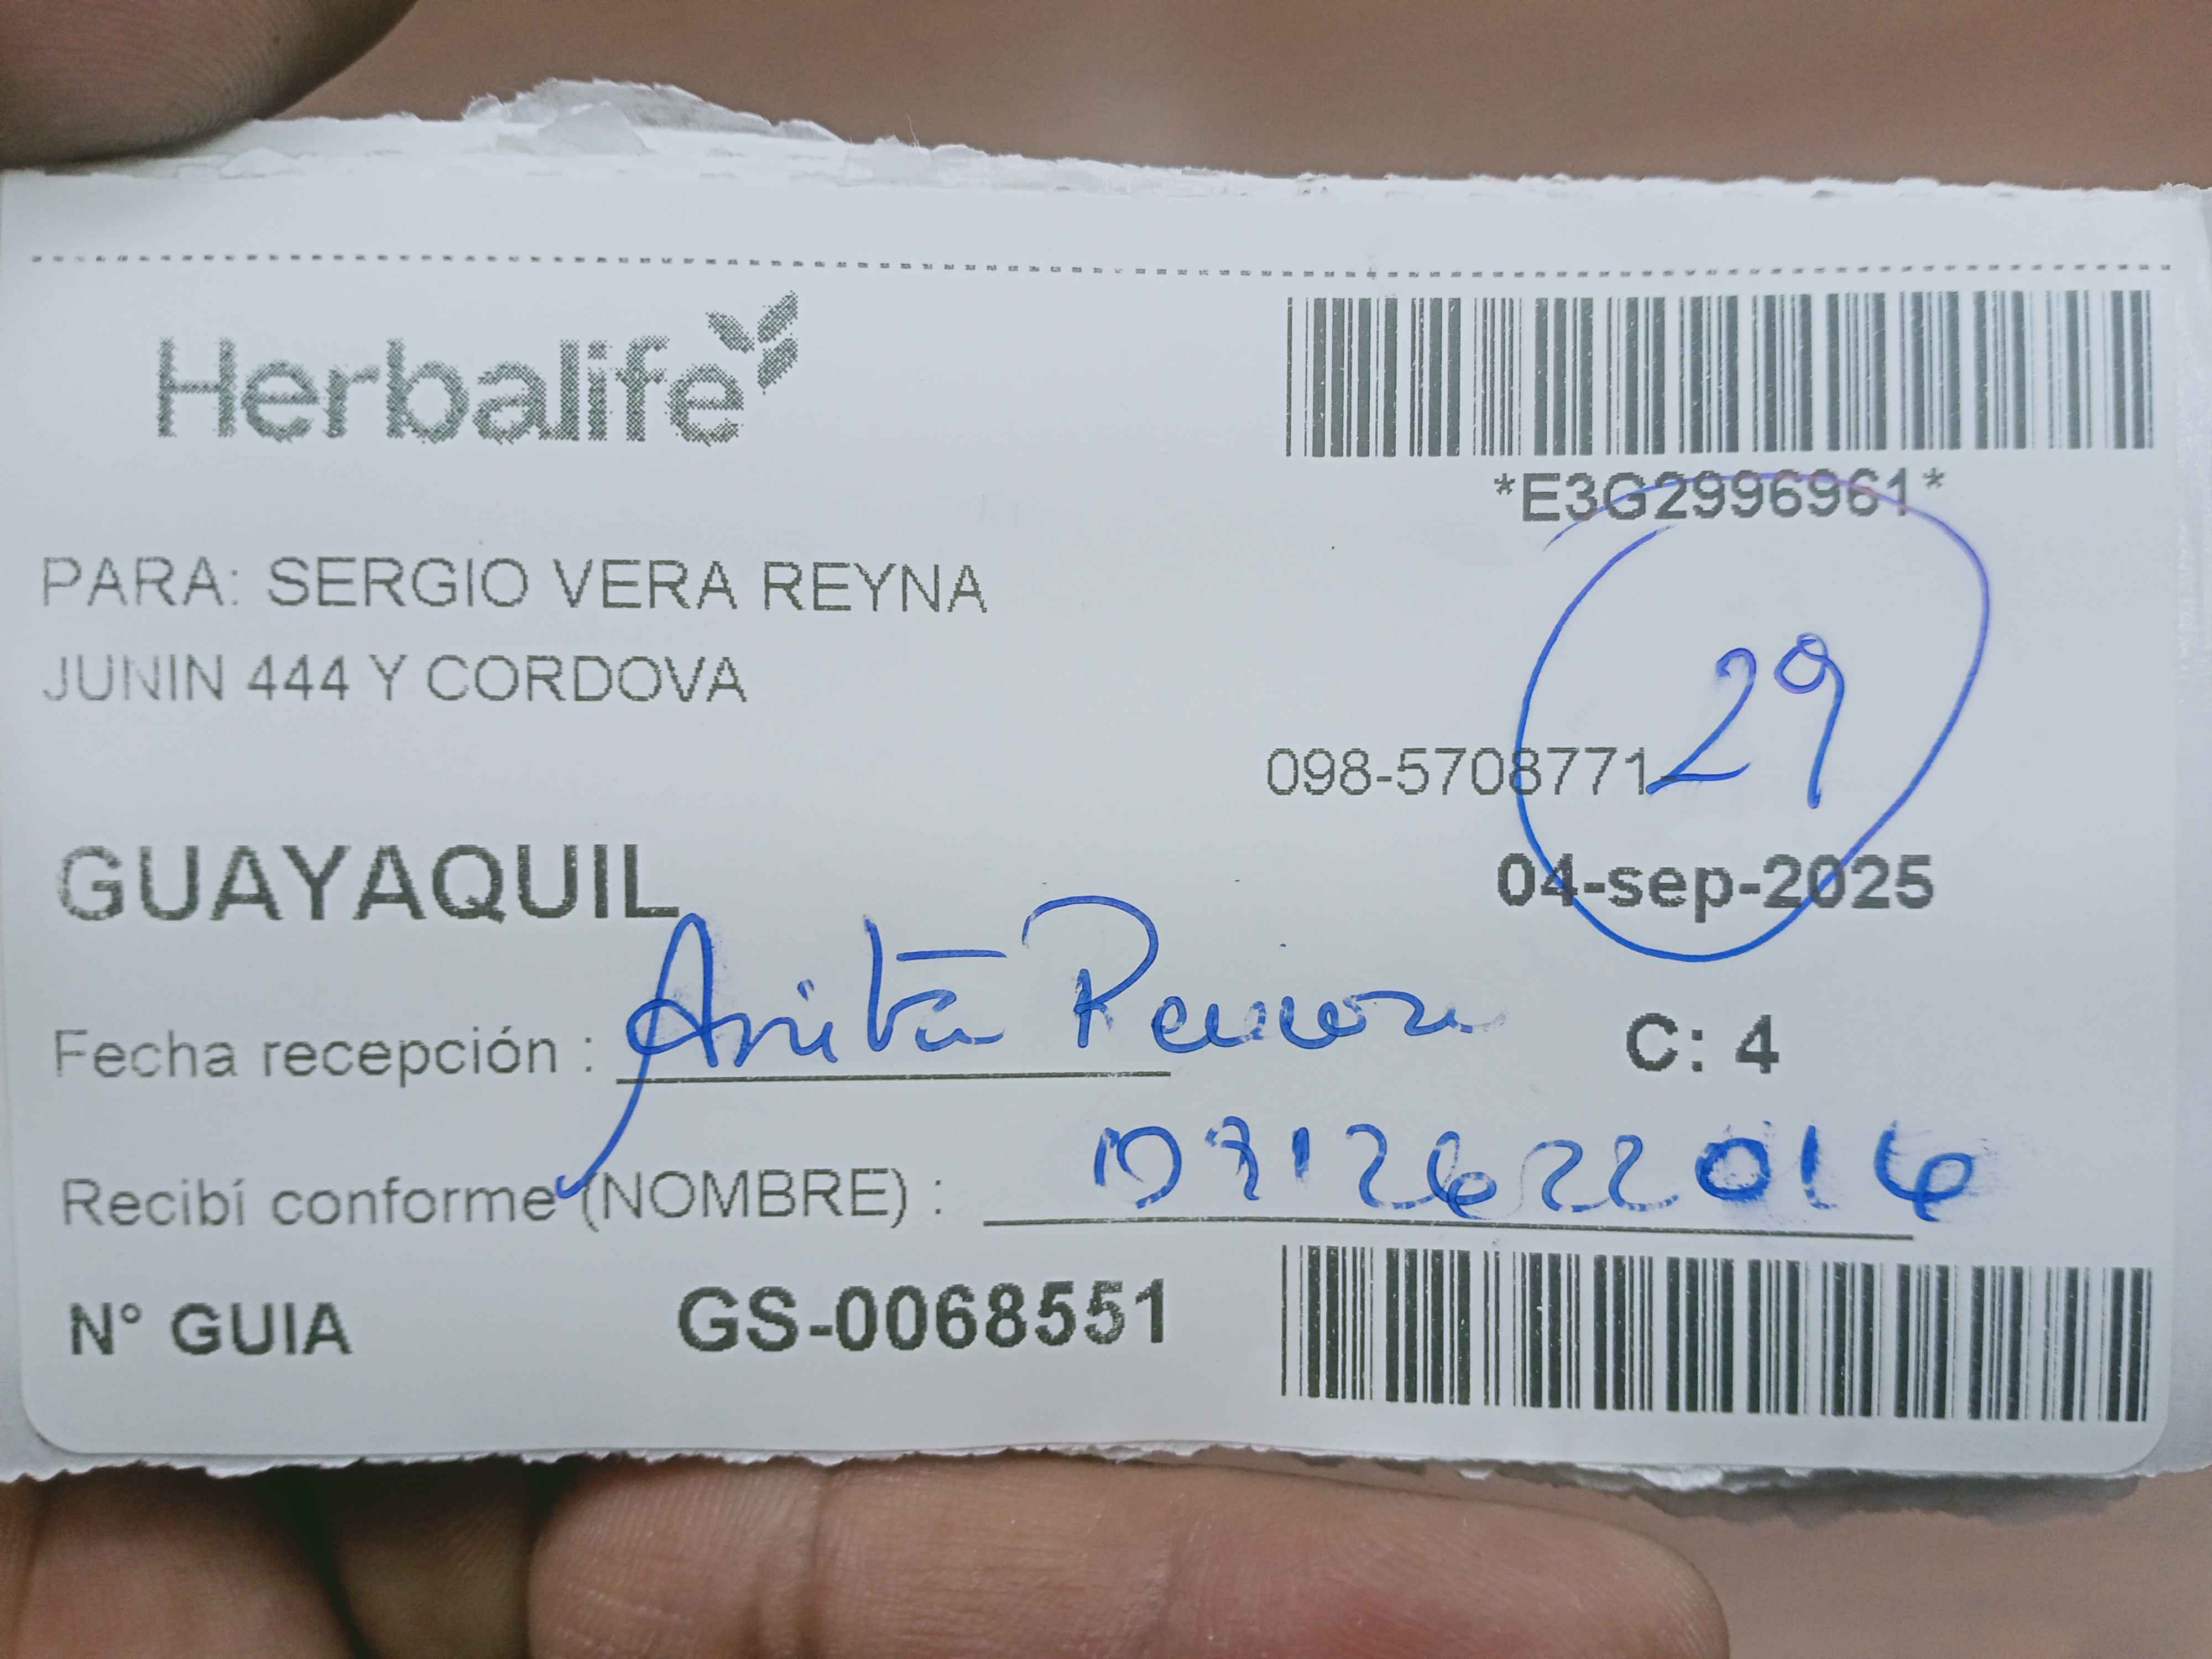 Herbalife
*E3G2996961*
PARA: SERGIO VERA REYNA
JUNIN 444 Y CORDOVA
29
098-5708771-
GUAYAQUIL
04-sep-2025
Fecha recepción : Anita
C: 4
Recibí conforme (NOMBRE) :
N° GUIA GS-0068551